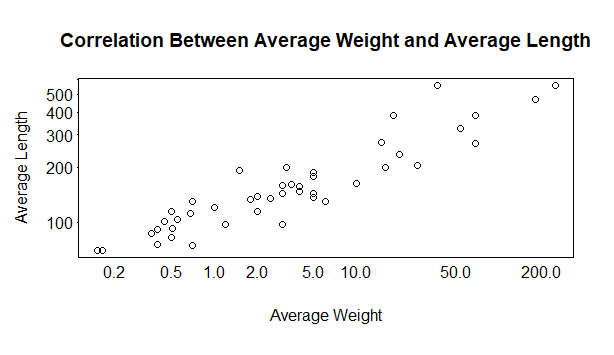 Correlation Between Average Weight and Average Length
Average Length
500
400
300
200
100
0.2 0.5 1.0 2.0 5.0 10.0 50.0 200.0
Average Weight